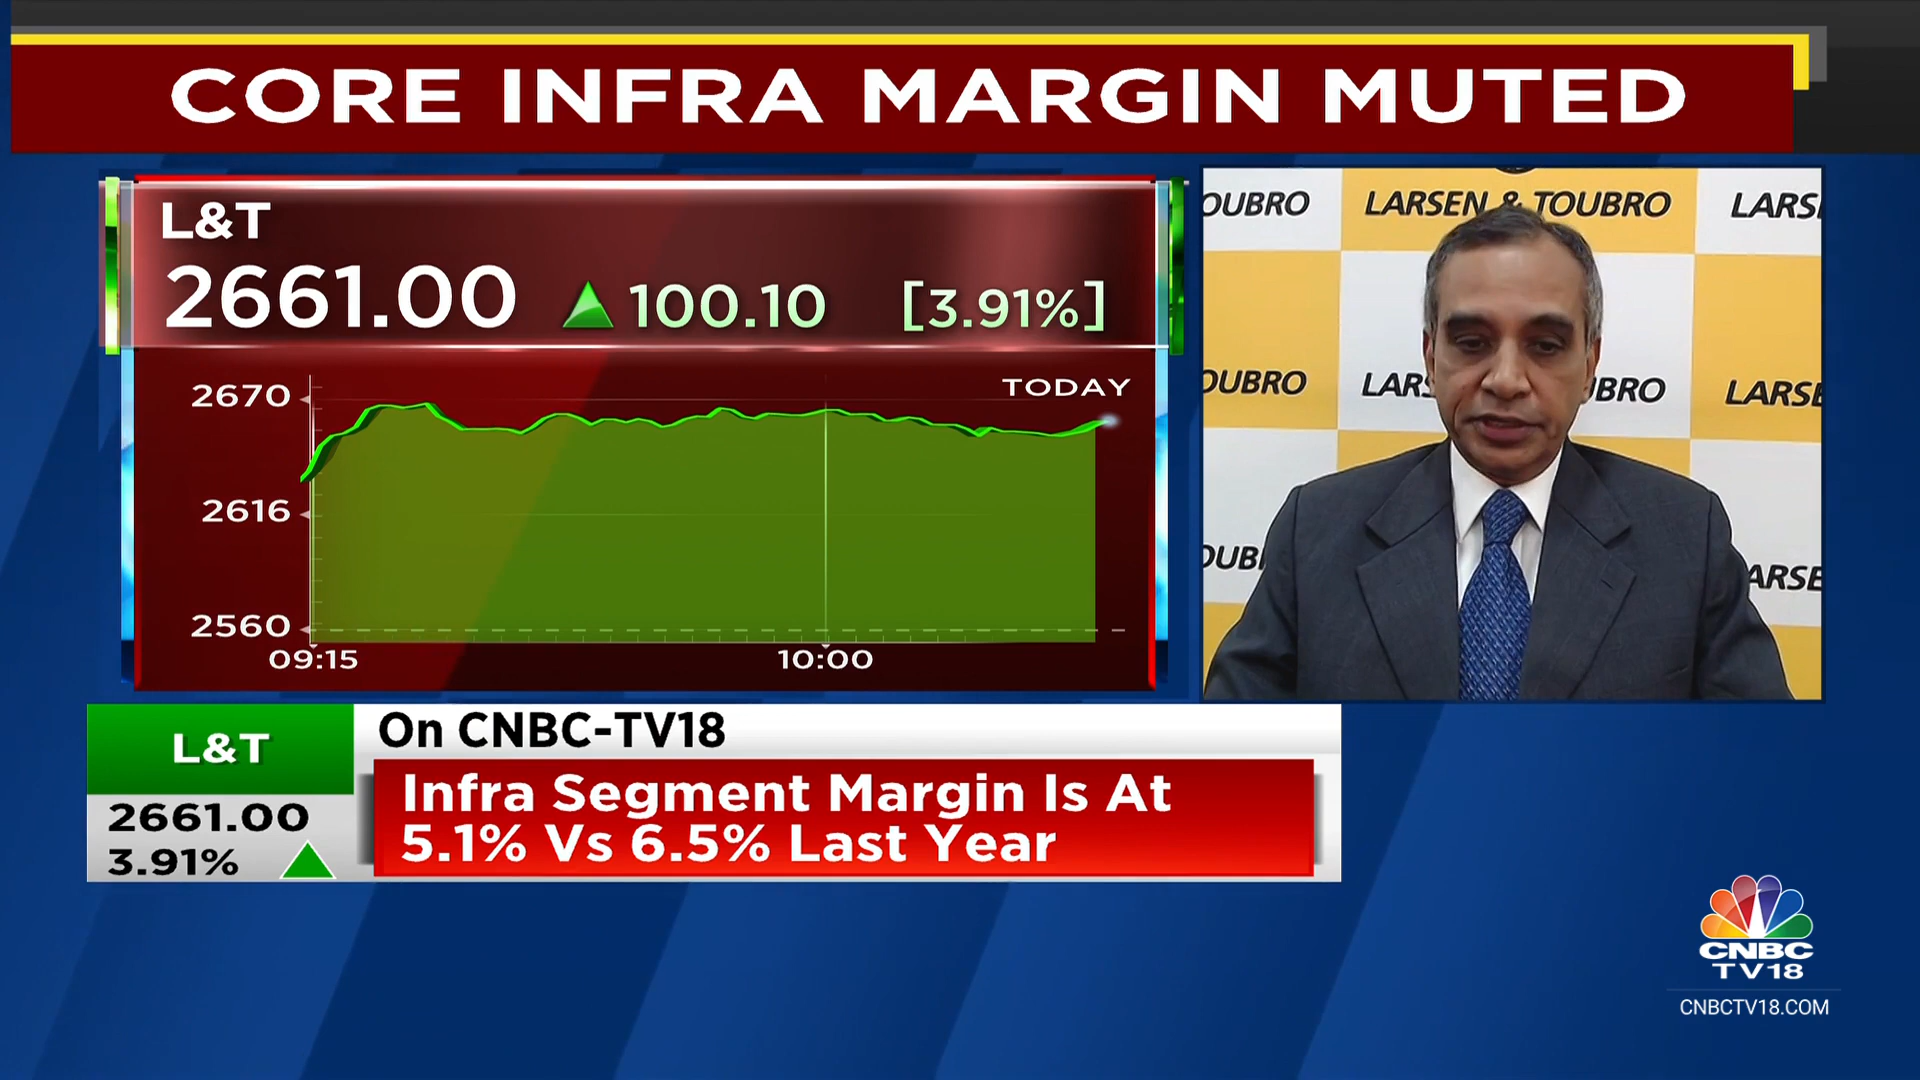 CORE INFRA MARGIN MUTED
L&T
2661.00 ▲ 100.10 [3.91%]
TODAY
2670
2616
2560
09:15 10:00
OUBRO LARSEN & TOUBRO LARS
OUBRO LARS UBRO LARSE
OUB ARSE
L&T
2661.00
3.91% ▲
On CNBC-TV18
Infra Segment Margin Is At
5.1% Vs 6.5% Last Year
CNBC
TV18
CNBCTV18.COM